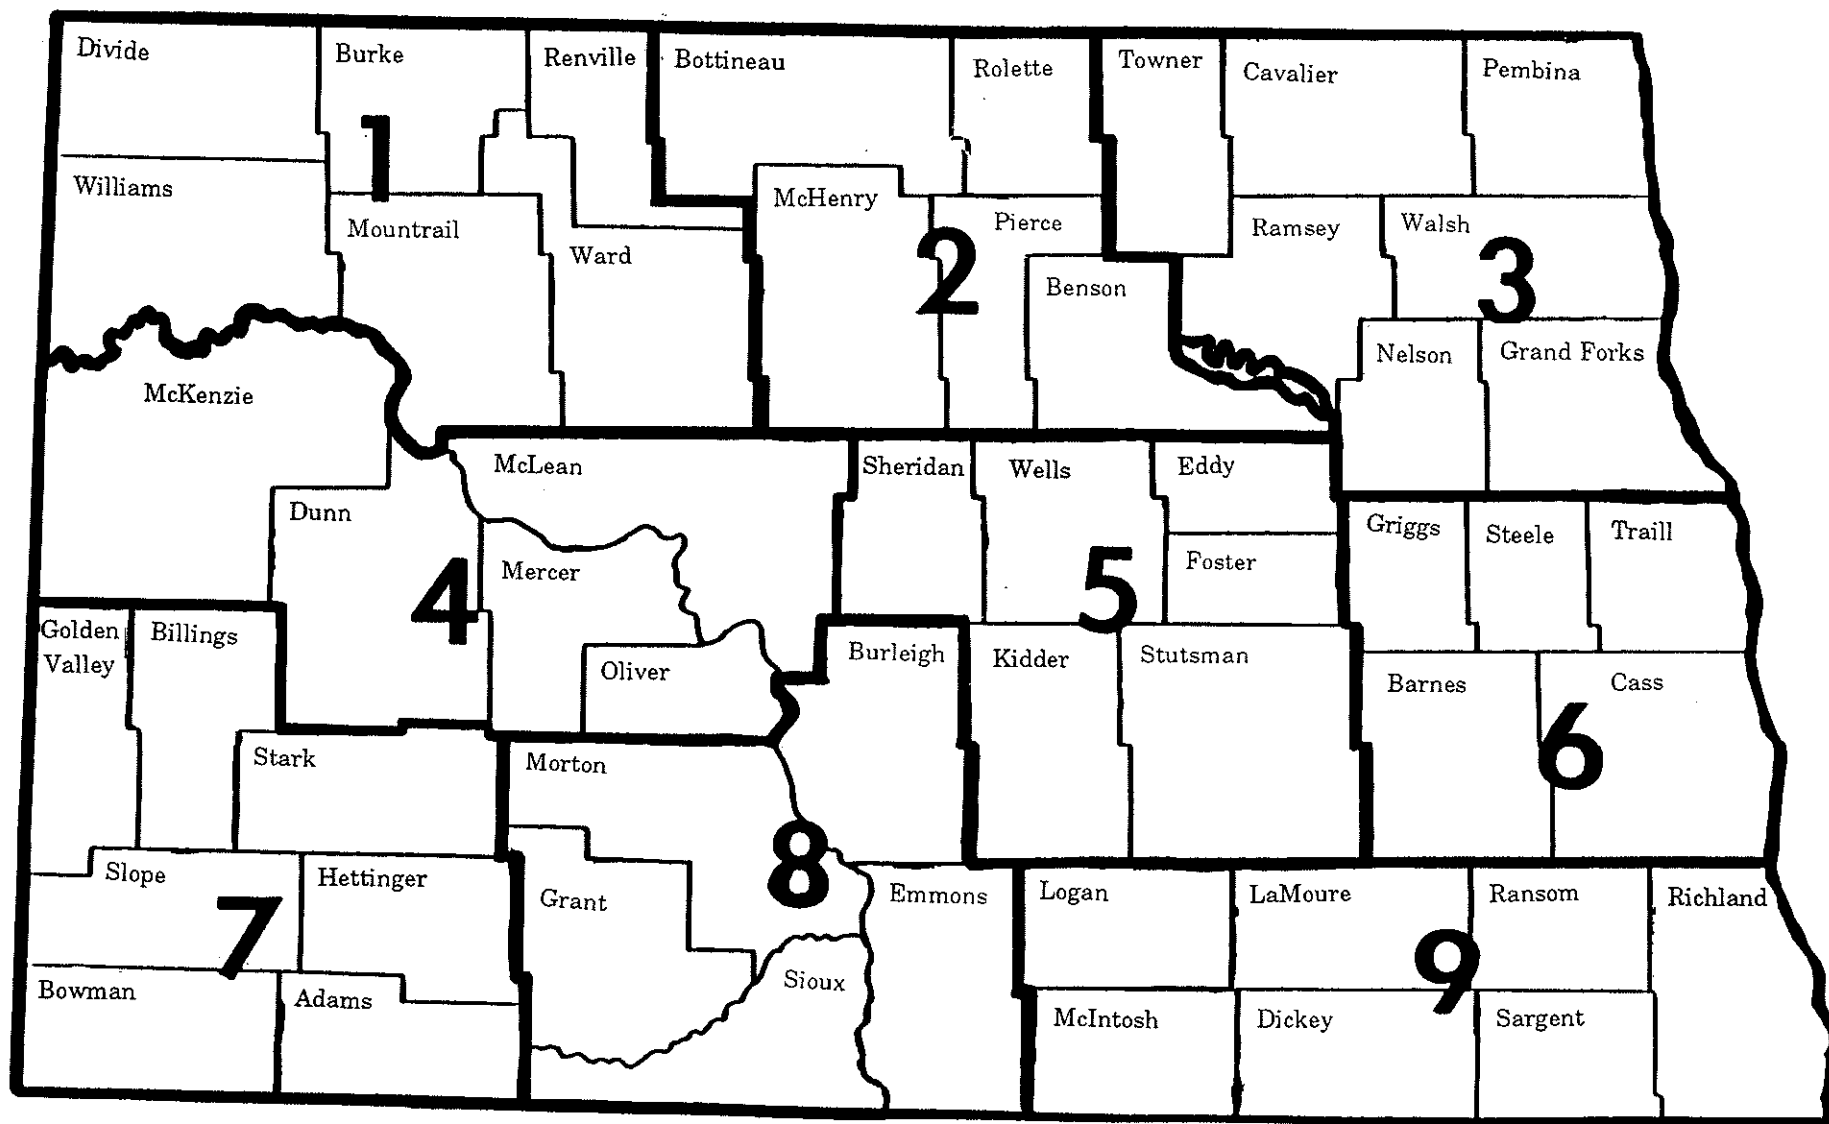 Divide
Burke
Renville
Bottineau
Rolette
Towner
Cavalier
Pembina
1
Williams
Mountrail
Ward
McHenry
Pierce
2
Benson
Ramsey
Walsh
3
Nelson
Grand Forks
McKenzie
McLean
Sheridan
Wells
Eddy
Dunn
Mercer
4
5
Foster
Griggs
Steele
Traill
Golden
Valley
Billings
Oliver
Burleigh
Kidder
Stutsman
Barnes
Cass
6
Stark
Morton
8
Slope
Hettinger
7
Grant
Emmons
Logan
LaMoure
Ransom
Richland
9
Bowman
Adams
Sioux
McIntosh
Dickey
Sargent